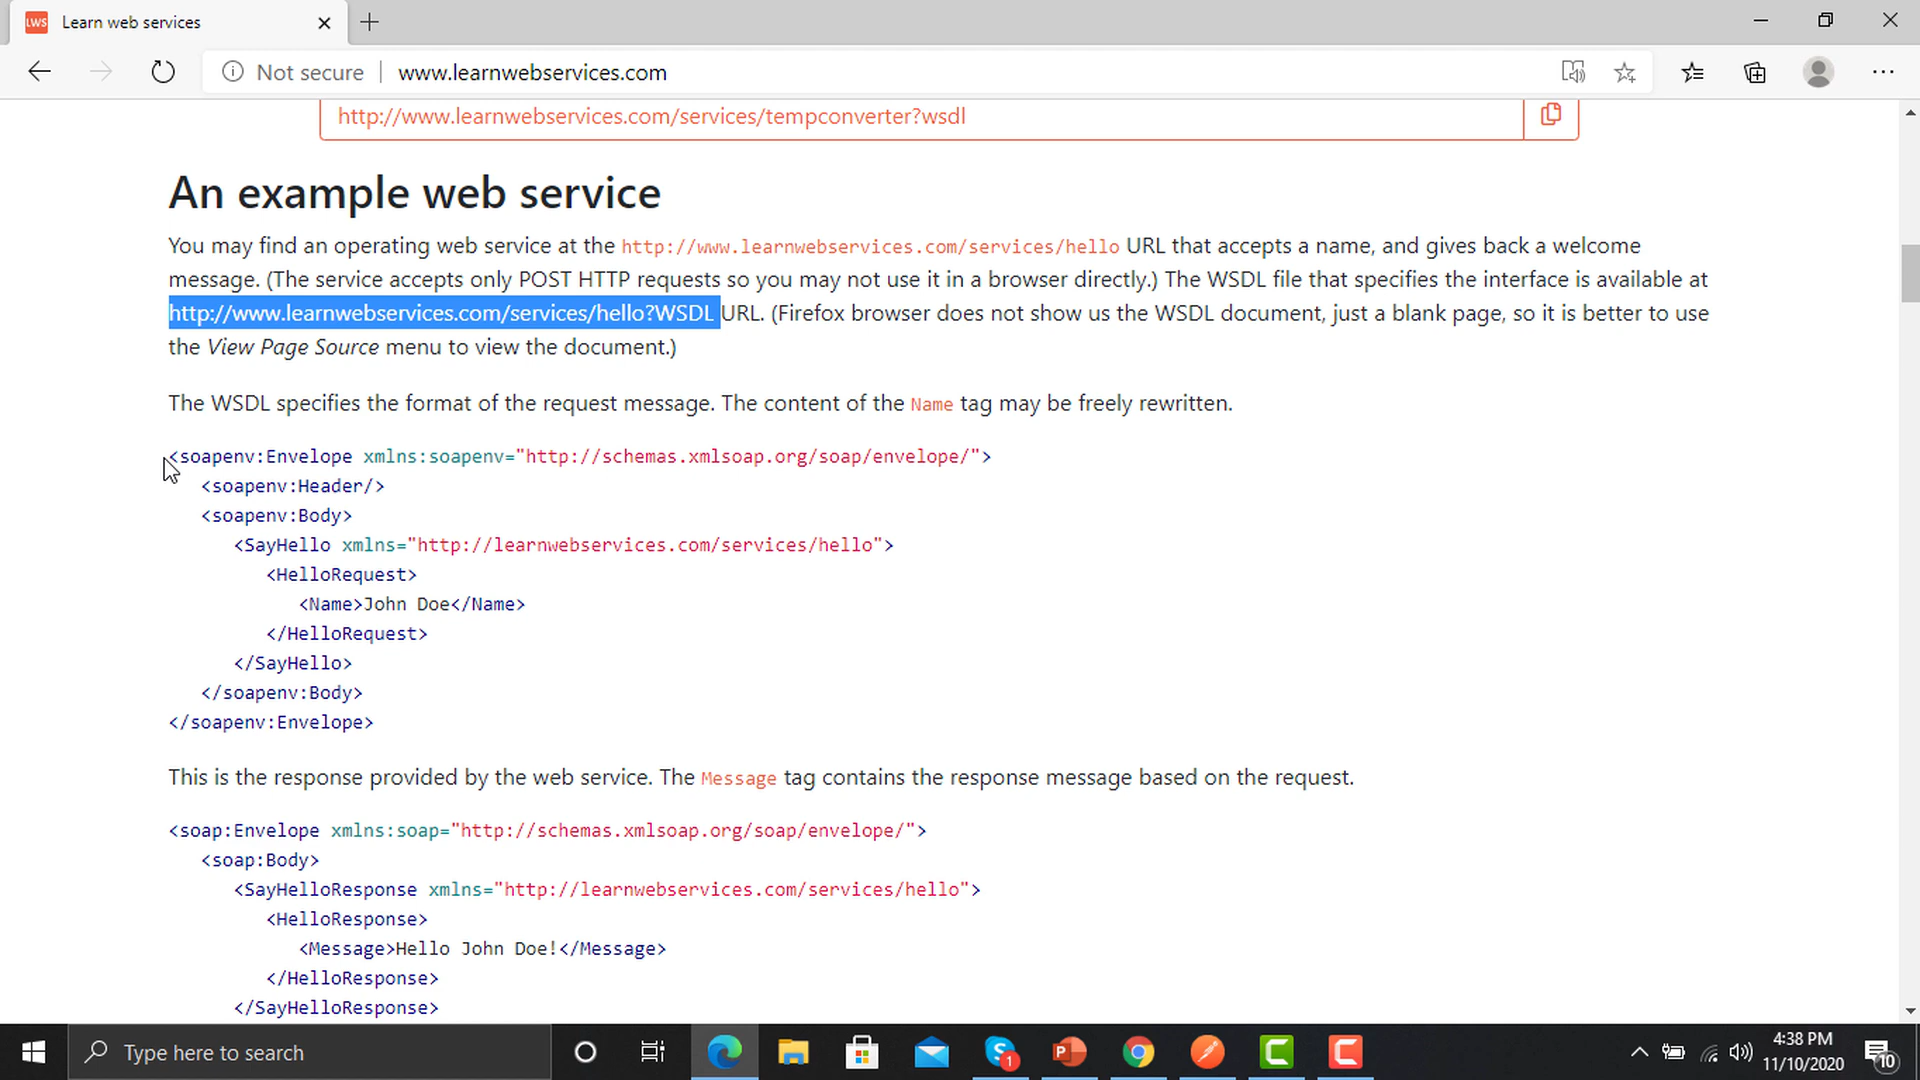 LWS Learn web services
Not secure www.learnwebservices.com
http://www.learnwebservices.com/services/tempconverter?wsdl
An example web service
You may find an operating web service at the http://www.learnwebservices.com/services/hello URL that accepts a name, and gives back a welcome
message. (The service accepts only POST HTTP requests so you may not use it in a browser directly.) The WSDL file that specifies the interface is available at
http://www.learnwebservices.com/services/hello?WSDL URL. (Firefox browser does not show us the WSDL document, just a blank page, so it is better to use
the View Page Source menu to view the document.)
The WSDL specifies the format of the request message. The content of the Name tag may be freely rewritten.
<soapenv:Envelope xmlns:soapenv="http://schemas.xmlsoap.org/soap/envelope/">
<soapenv:Header/>
<soapenv:Body>
<SayHello xmlns="http://learnwebservices.com/services/hello">
<HelloRequest>
<Name>John Doe</Name>
</HelloRequest>
</SayHello>
</soapenv:Body>
</soapenv:Envelope>
This is the response provided by the web service. The Message tag contains the response message based on the request.
<soap:Envelope xmlns:soap="http://schemas.xmlsoap.org/soap/envelope/">
<soap:Body>
<SayHelloResponse xmlns="http://learnwebservices.com/services/hello">
<HelloResponse>
<Message>Hello John Doe!</Message>
</HelloResponse>
</SayHelloResponse>
Type here to search
1
4:38 PM
11/10/2020
10